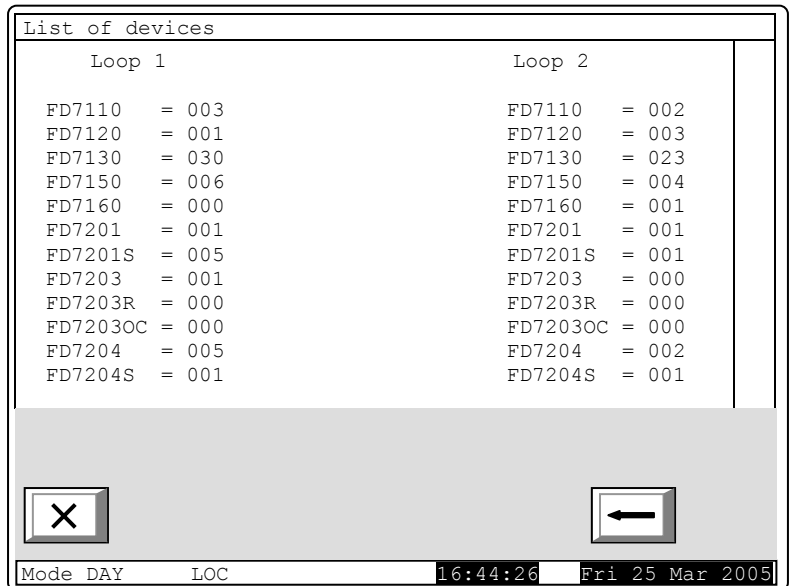 List of devices
Loop 1 Loop 2
FD7110 = 003 FD7110 = 002
FD7120 = 001 FD7120 = 003
FD7130 = 030 FD7130 = 023
FD7150 = 006 FD7150 = 004
FD7160 = 000 FD7160 = 001
FD7201 = 001 FD7201 = 001
FD7201S = 005 FD7201S = 001
FD7203 = 001 FD7203 = 000
FD7203R = 000 FD7203R = 000
FD7203OC = 000 FD7203OC = 000
FD7204 = 005 FD7204 = 002
FD7204S = 001 FD7204S = 001
Mode DAY LOC 16:44:26 Fri 25 Mar 2005